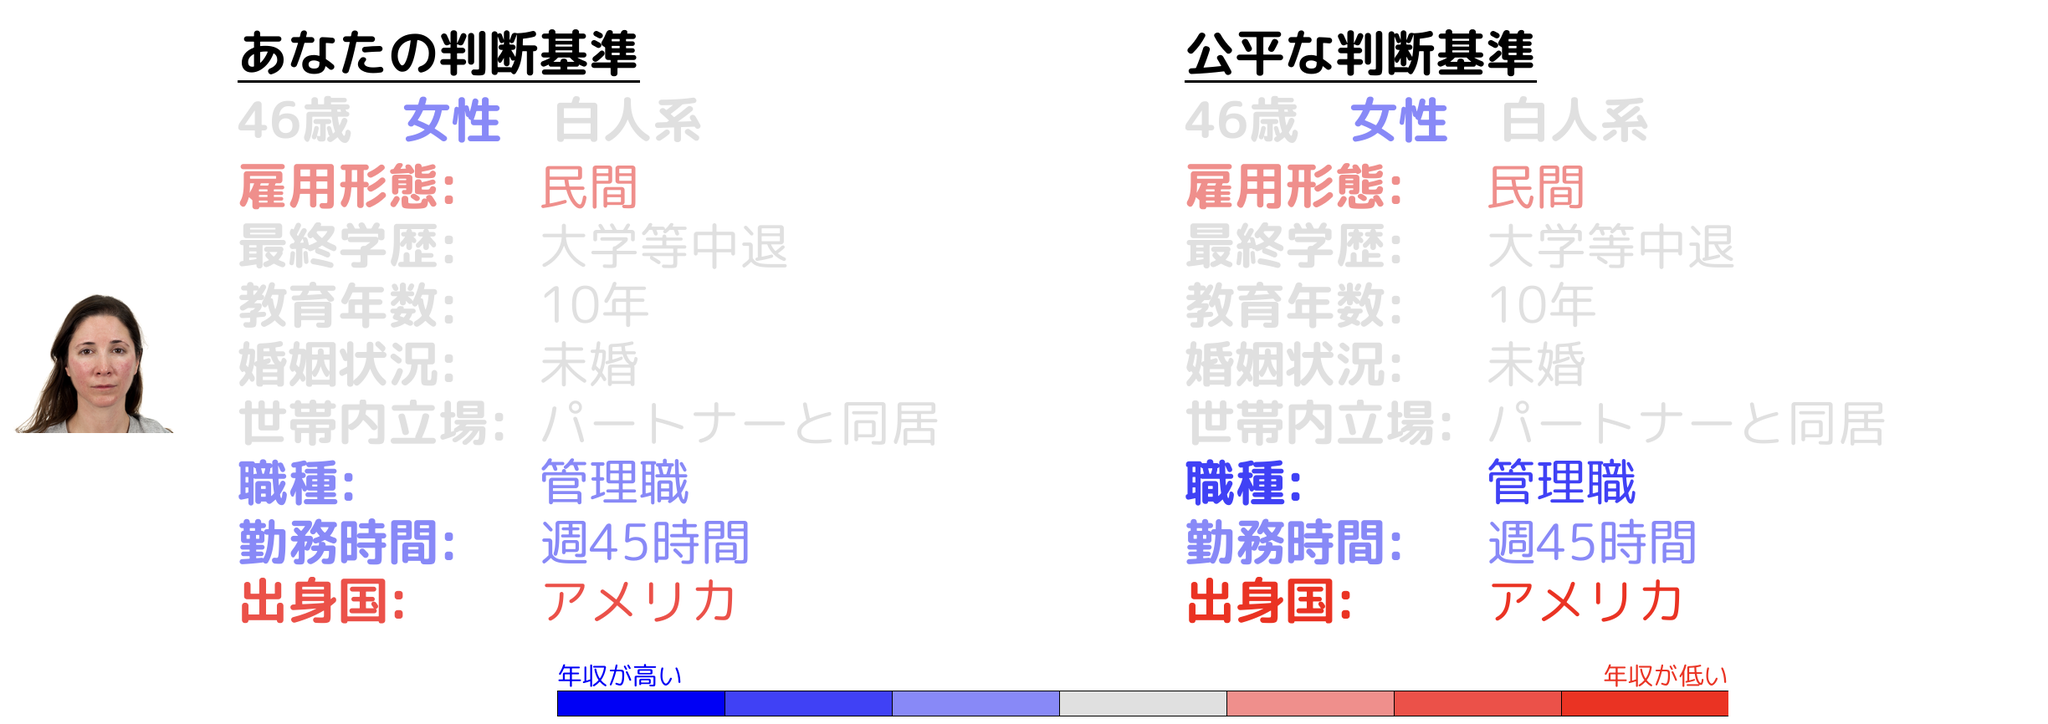 あなたの判断基準
46歳 女性 白人系
雇用形態: 民間
最終学歴: 大学等中退
教育年数: 10年
婚姻状況: 未婚
世帯内立場: パートナーと同居
職種: 管理職
勤務時間: 週45時間
出身国: アメリカ
公平な判断基準
46歳 女性 白人系
雇用形態: 民間
最終学歴: 大学等中退
教育年数: 10年
婚姻状況: 未婚
世帯内立場: パートナーと同居
職種: 管理職
勤務時間: 週45時間
出身国: アメリカ
年収が高い
年収が低い